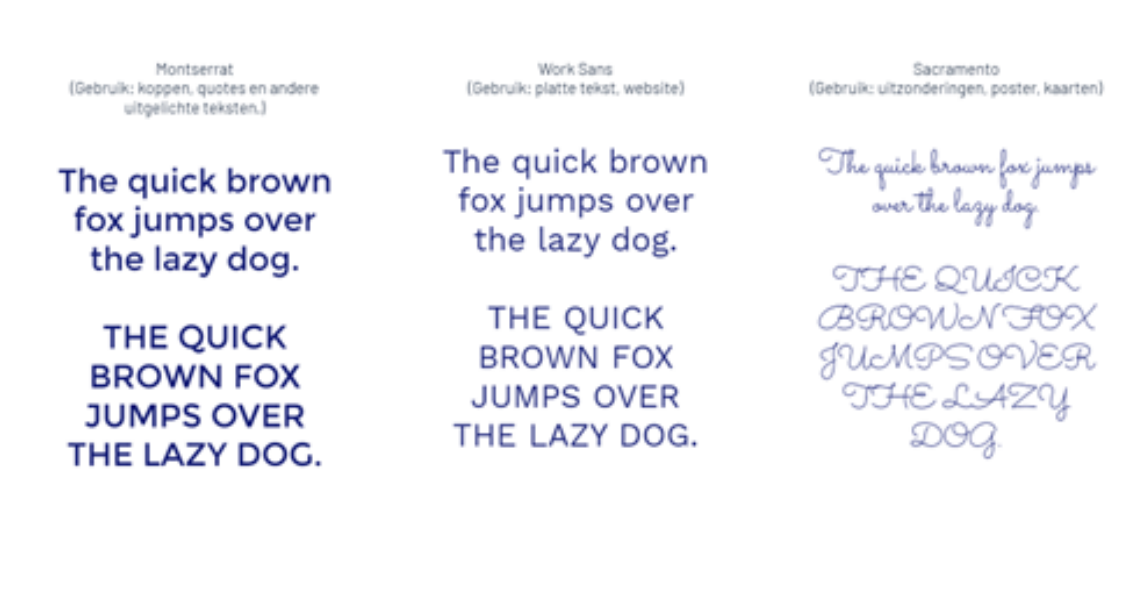 Montserrat
(Gebruik: koppen, quotes en andere
uitgelichte teksten.)
The quick brown
fox jumps over
the lazy dog.
THE QUICK
BROWN FOX
JUMPS OVER
THE LAZY DOG.
Work Sans
(Gebruik: platte tekst, website)
The quick brown
fox jumps over
the lazy dog.
THE QUICK
BROWN FOX
JUMPS OVER
THE LAZY DOG.
Sacramento
(Gebruik: uitzonderingen, poster, kaarten)
The quick brown fox jumps
over the lazy dog.
THE QUICK
BROWN FOX
JUMPS OVER
THE LAZY
DOG.